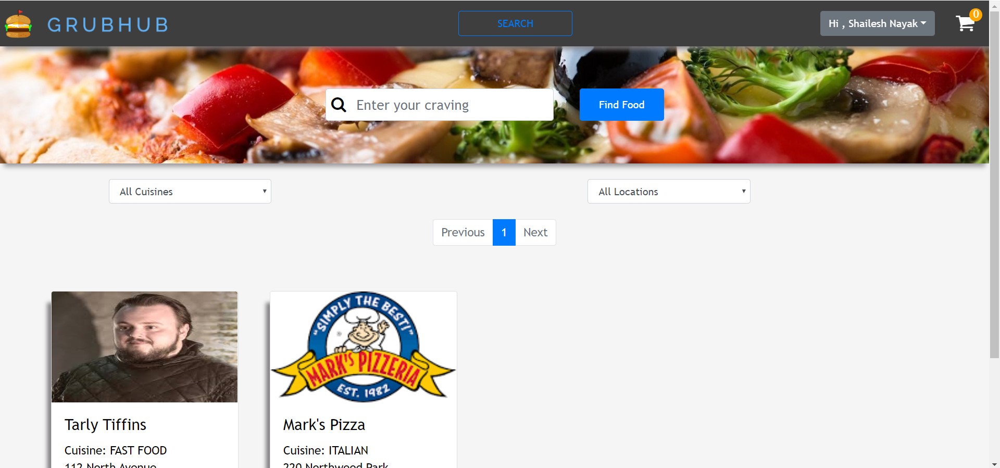 GRUBHUB
SEARCH
Hi , Shailesh Nayak
0
Enter your craving
Find Food
All Cuisines
All Locations
Previous 1 Next
"SIMPLY THE BEST!"
MARK'S PIZZERIA
EST. 1982
Tarly Tiffins
Cuisine: FAST FOOD
112 North Avenue
Mark's Pizza
Cuisine: ITALIAN
220 Northwood Park